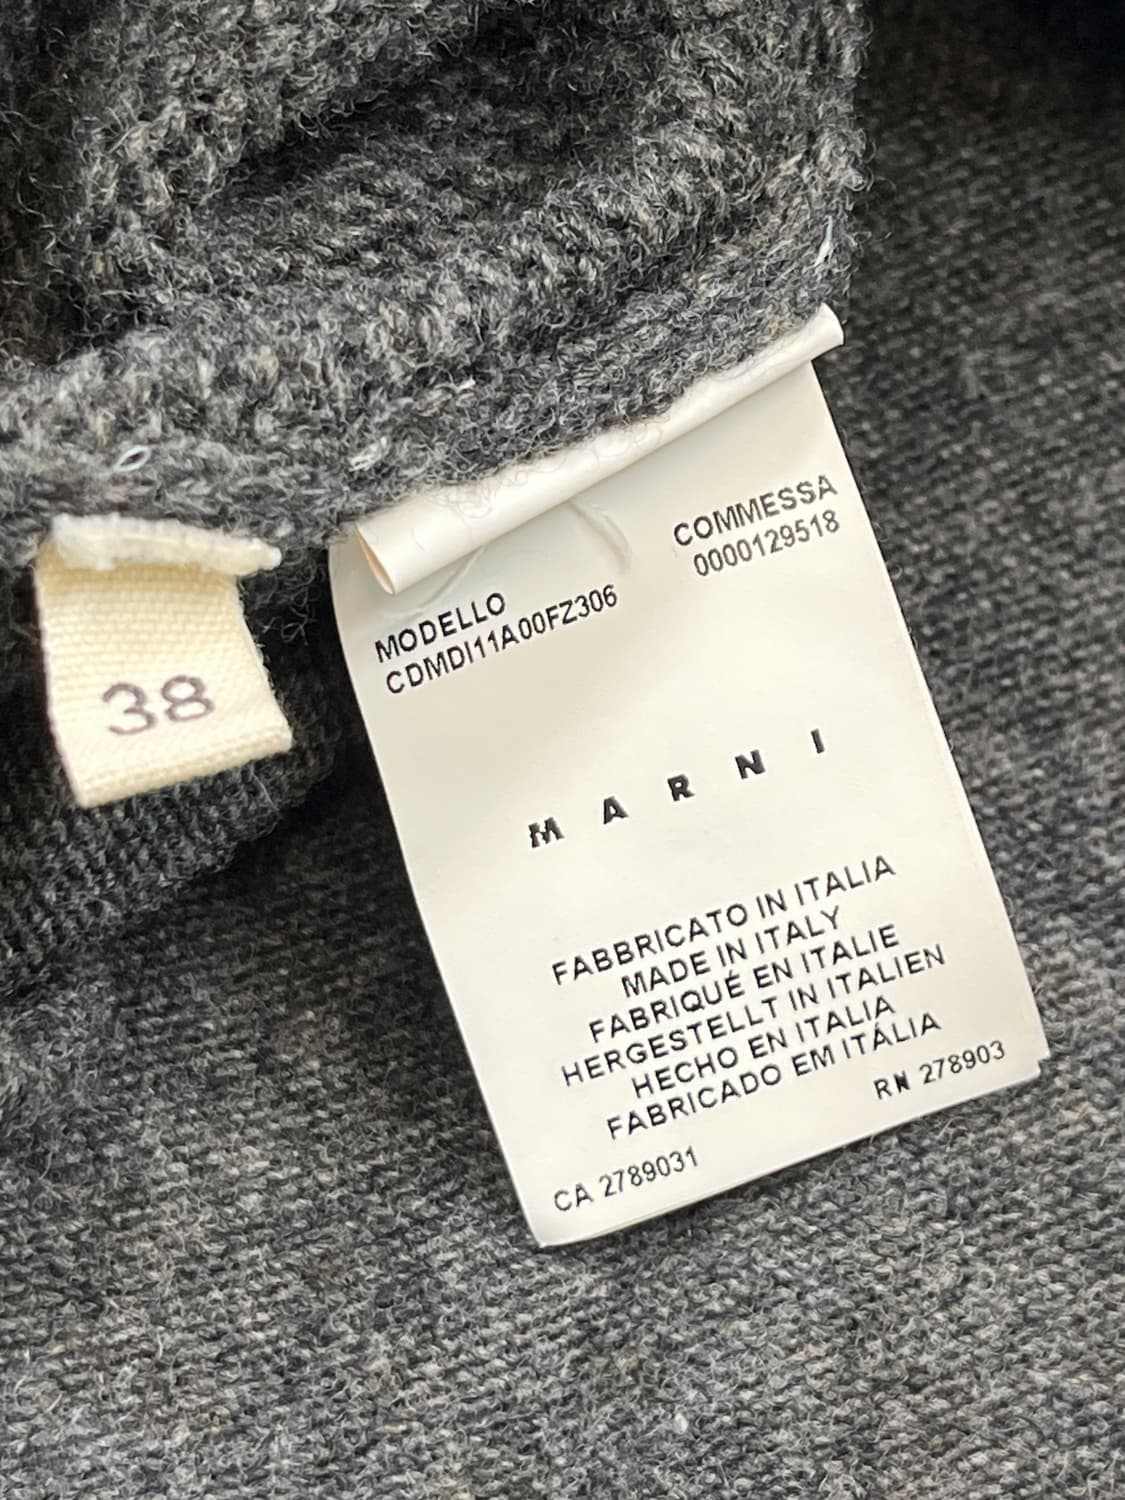 38
MODELLO
CDMDI11A00FZ306
COMMESSA
0000129518
MARNI
FABBRICATO IN ITALIA
MADE IN ITALY
FABRIQUÉ EN ITALIE
HERGESTELLT IN ITALIEN
HECHO EN ITALIA
FABRICADO EM ITÁLIA
RN 278903
CA 2789031